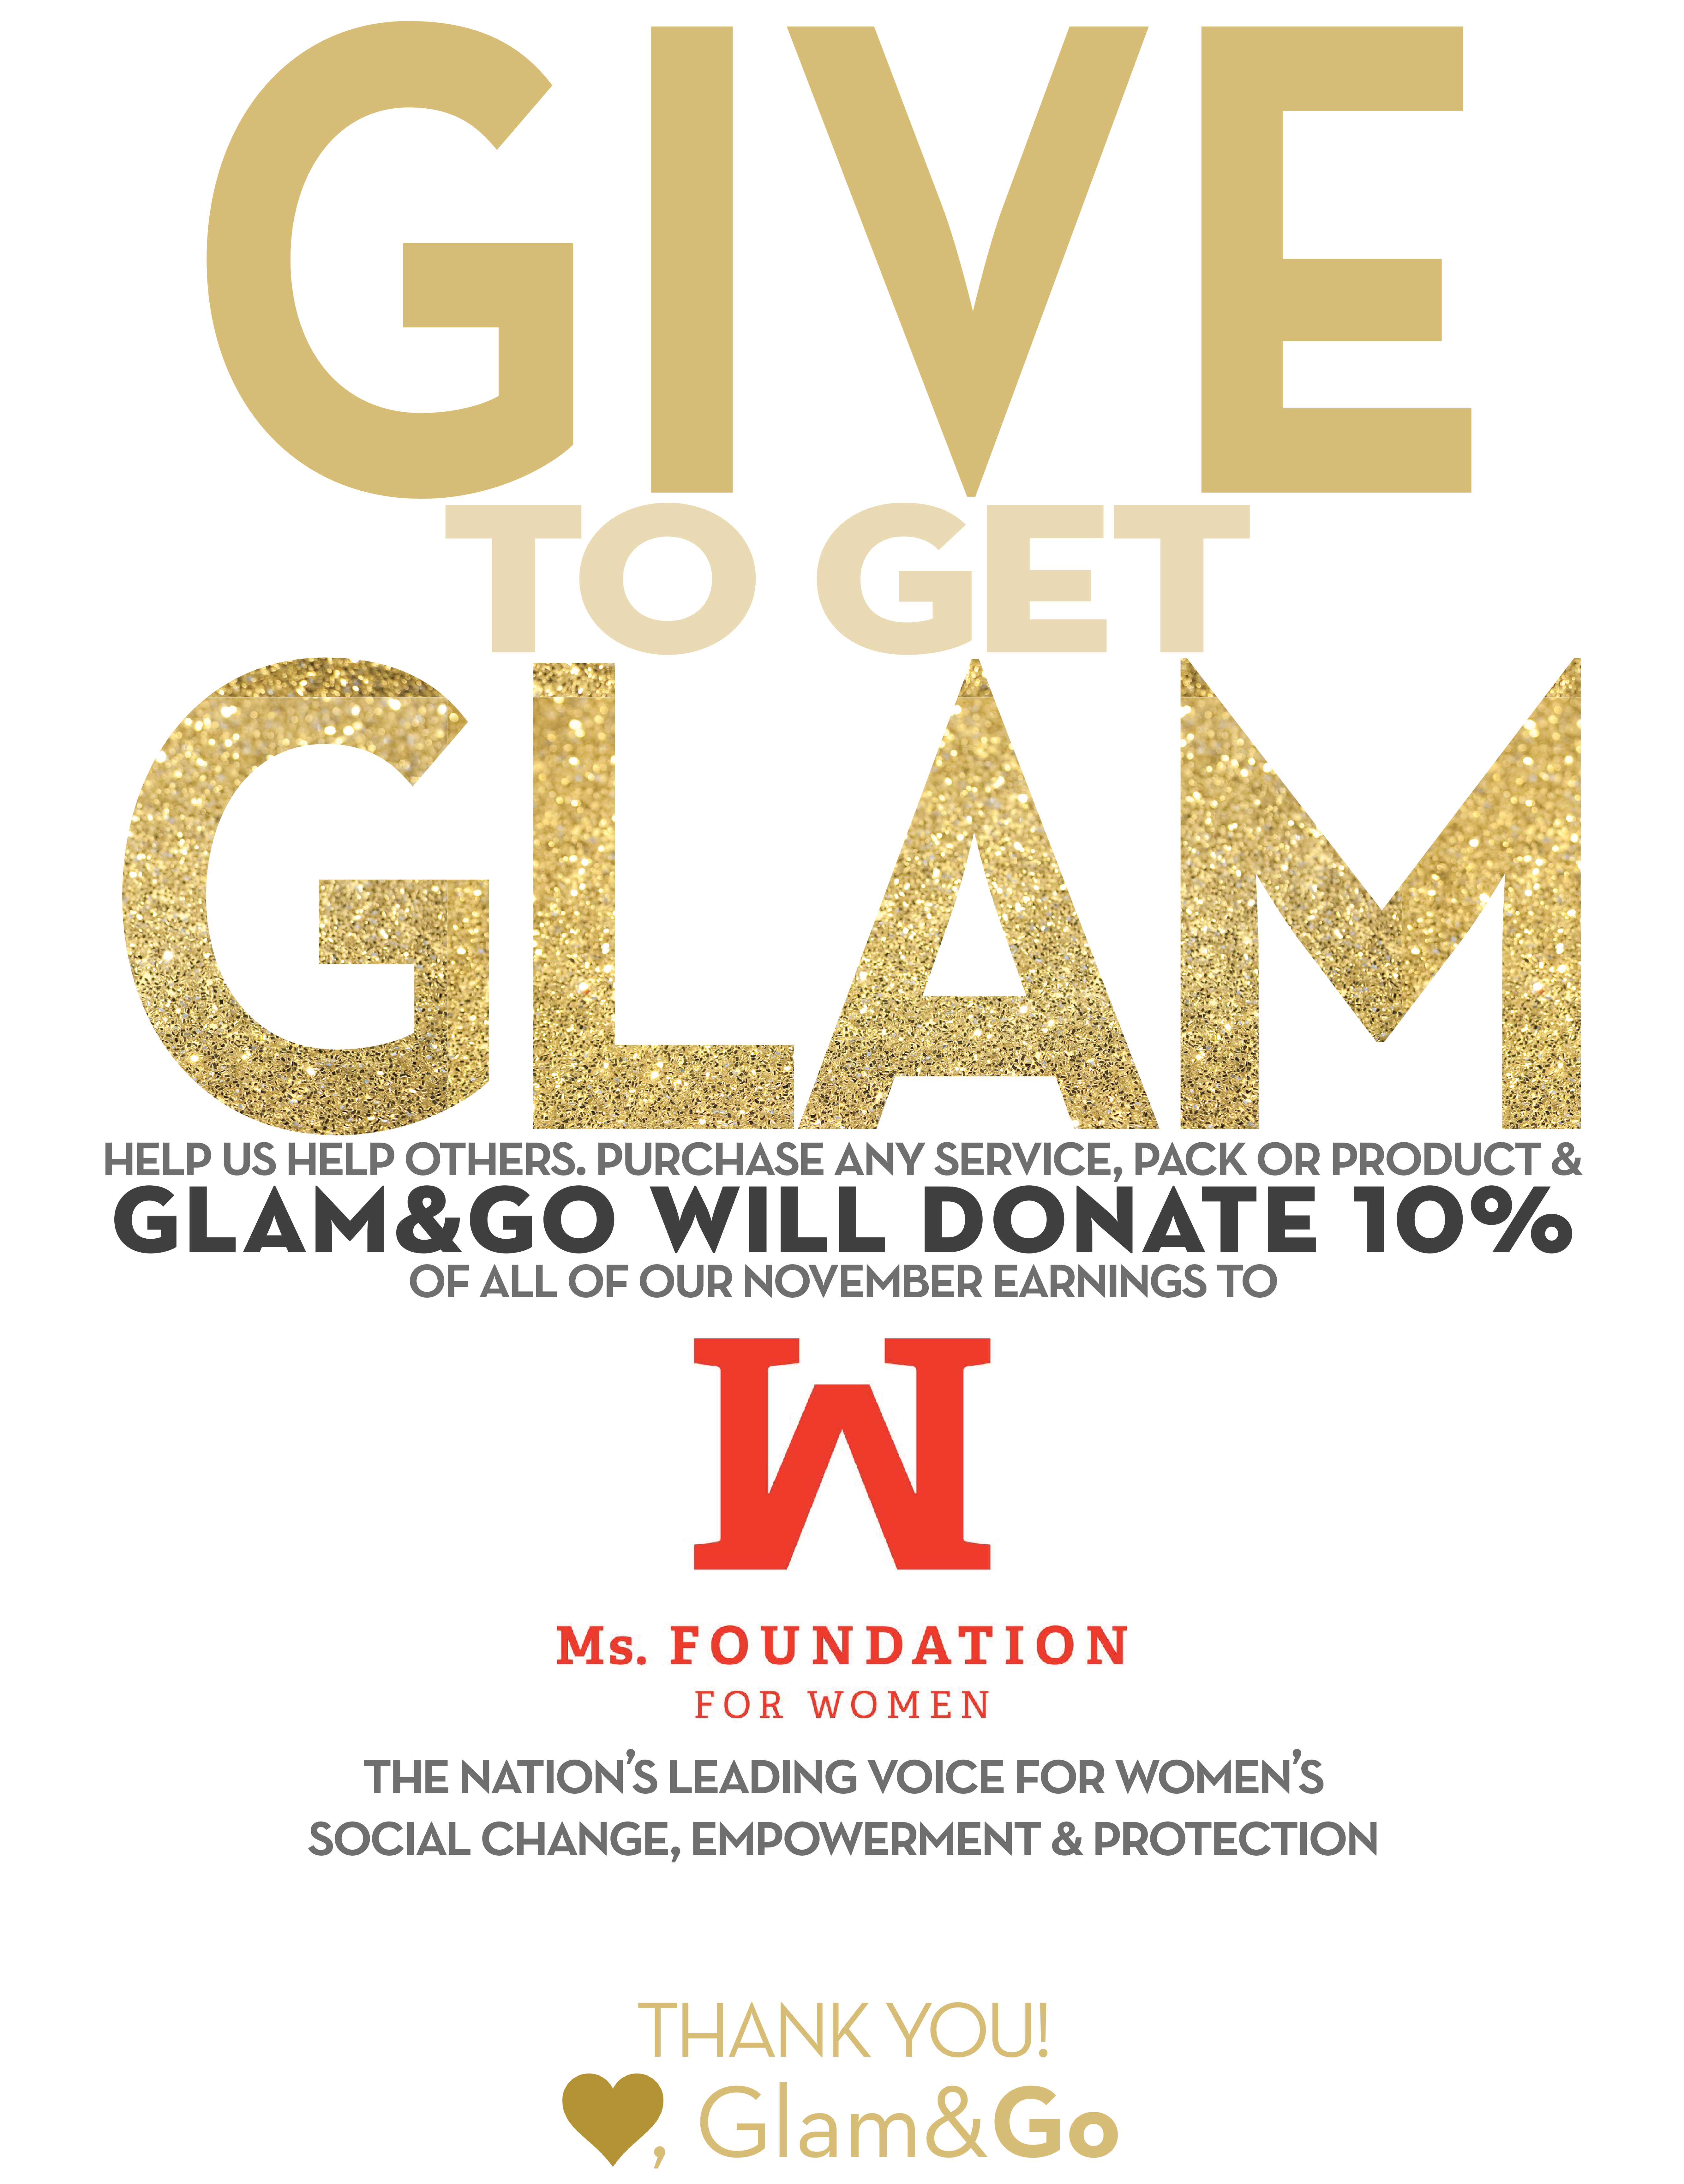 GIVE
TO GET
GLAM
HELP US HELP OTHERS. PURCHASE ANY SERVICE, PACK OR PRODUCT &
GLAM&GO WILL DONATE 10%
OF ALL OF OUR NOVEMBER EARNINGS TO
W
Ms. FOUNDATION
FOR WOMEN
THE NATION'S LEADING VOICE FOR WOMEN'S
SOCIAL CHANGE, EMPOWERMENT & PROTECTION
THANK YOU!
♥, Glam&Go